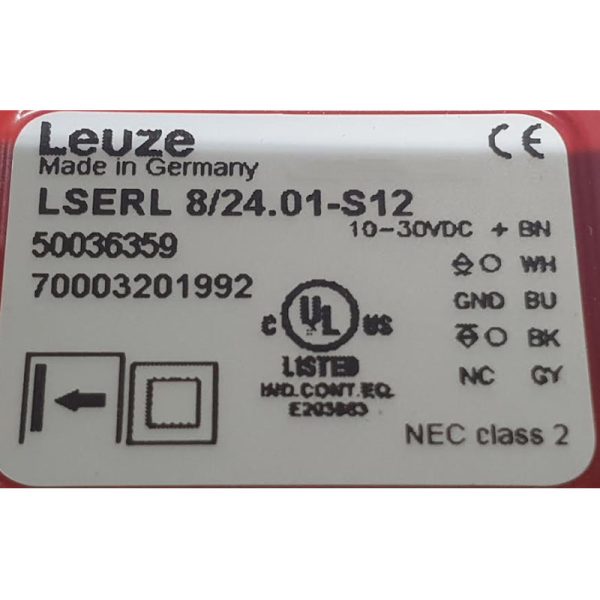 Leuze
CE
Made in Germany
LSERL 8/24.01-S12
10-30VDC + BN
50036359
WH
70003201992
GND BU
C UL US
BK
LISTED
IND.CONT.EQ.
NC GY
E203863
NEC class 2